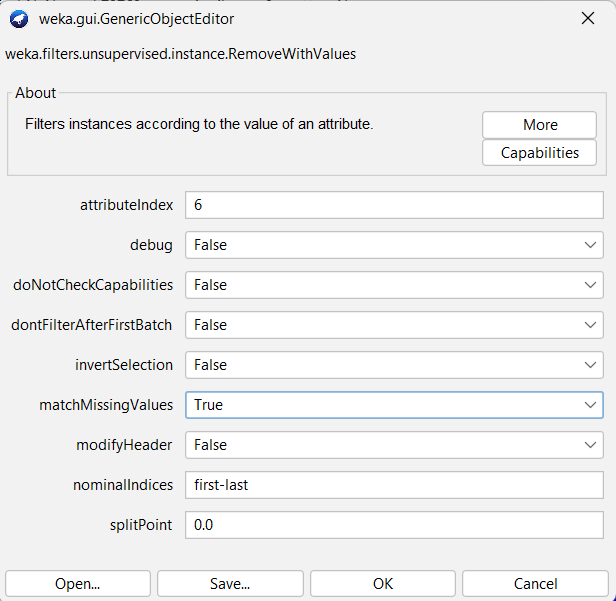 weka.gui.GenericObjectEditor
weka.filters.unsupervised.instance.RemoveWithValues
About
Filters instances according to the value of an attribute.
More
Capabilities
attributeIndex 6
debug False
doNotCheckCapabilities False
dontFilterAfterFirstBatch False
invertSelection False
matchMissingValues True
modifyHeader False
nominalIndices first-last
splitPoint 0.0
Open... Save... OK Cancel